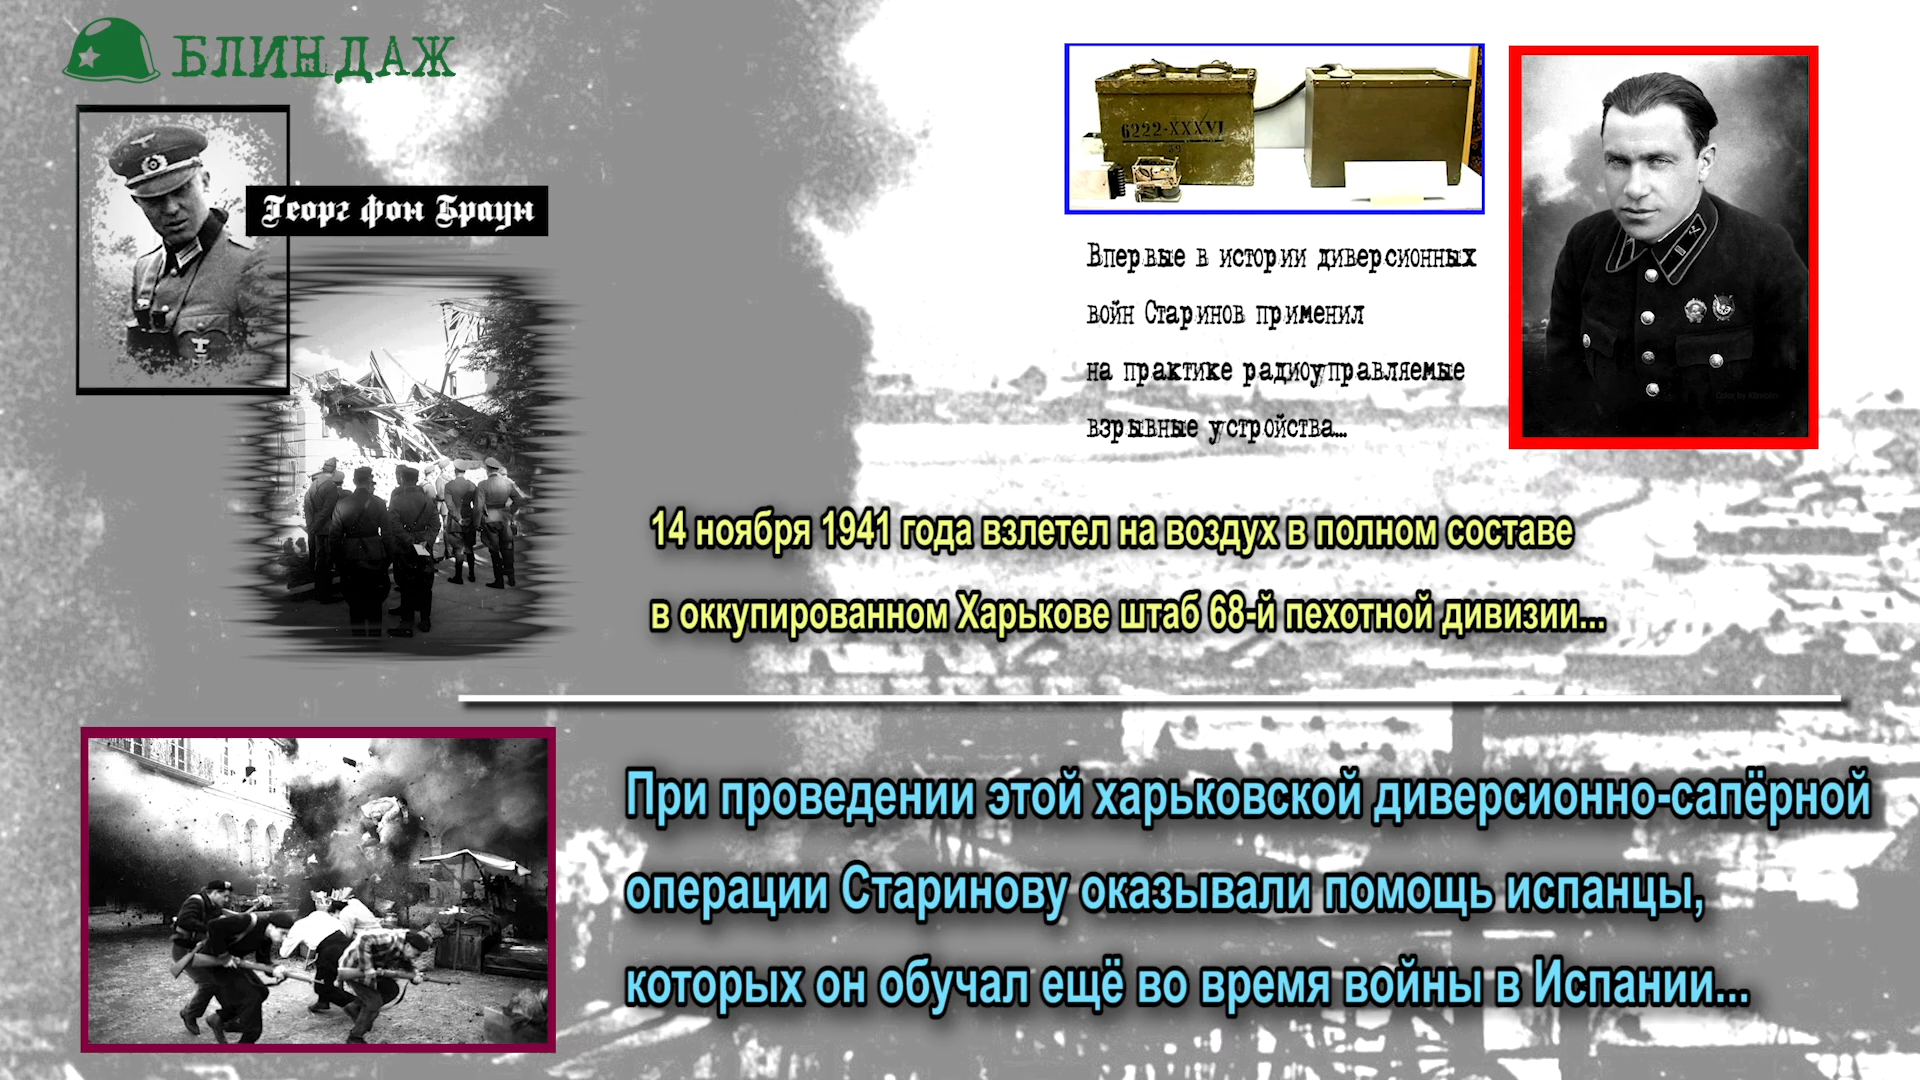 БЛИНДАЖ
Георг фон Браун
6222-XXXVI
39
Впервые в истории диверсионных
войн Старинов применил
на практике радиоуправляемые
взрывные устройства...
14 ноября 1941 года взлетел на воздух в полном составе
в оккупированном Харькове штаб 68-й пехотной дивизии...
При проведении этой харьковской диверсионно-сапёрной
операции Старинову оказывали помощь испанцы,
которых он обучал ещё во время войны в Испании...